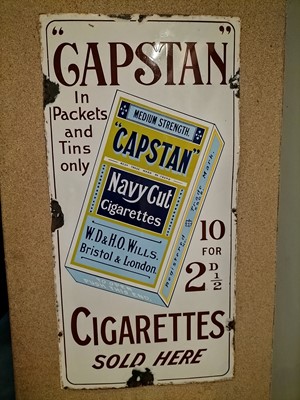 "CAPSTAN"
In
Packets
and
Tins
only
MEDIUM STRENGTH.
"CAPSTAN"
Navy Cut
Cigarettes
W.D.& H.O. WILLS,
Bristol & London.
10
FOR
2 D 1/2
CIGARETTES
SOLD HERE